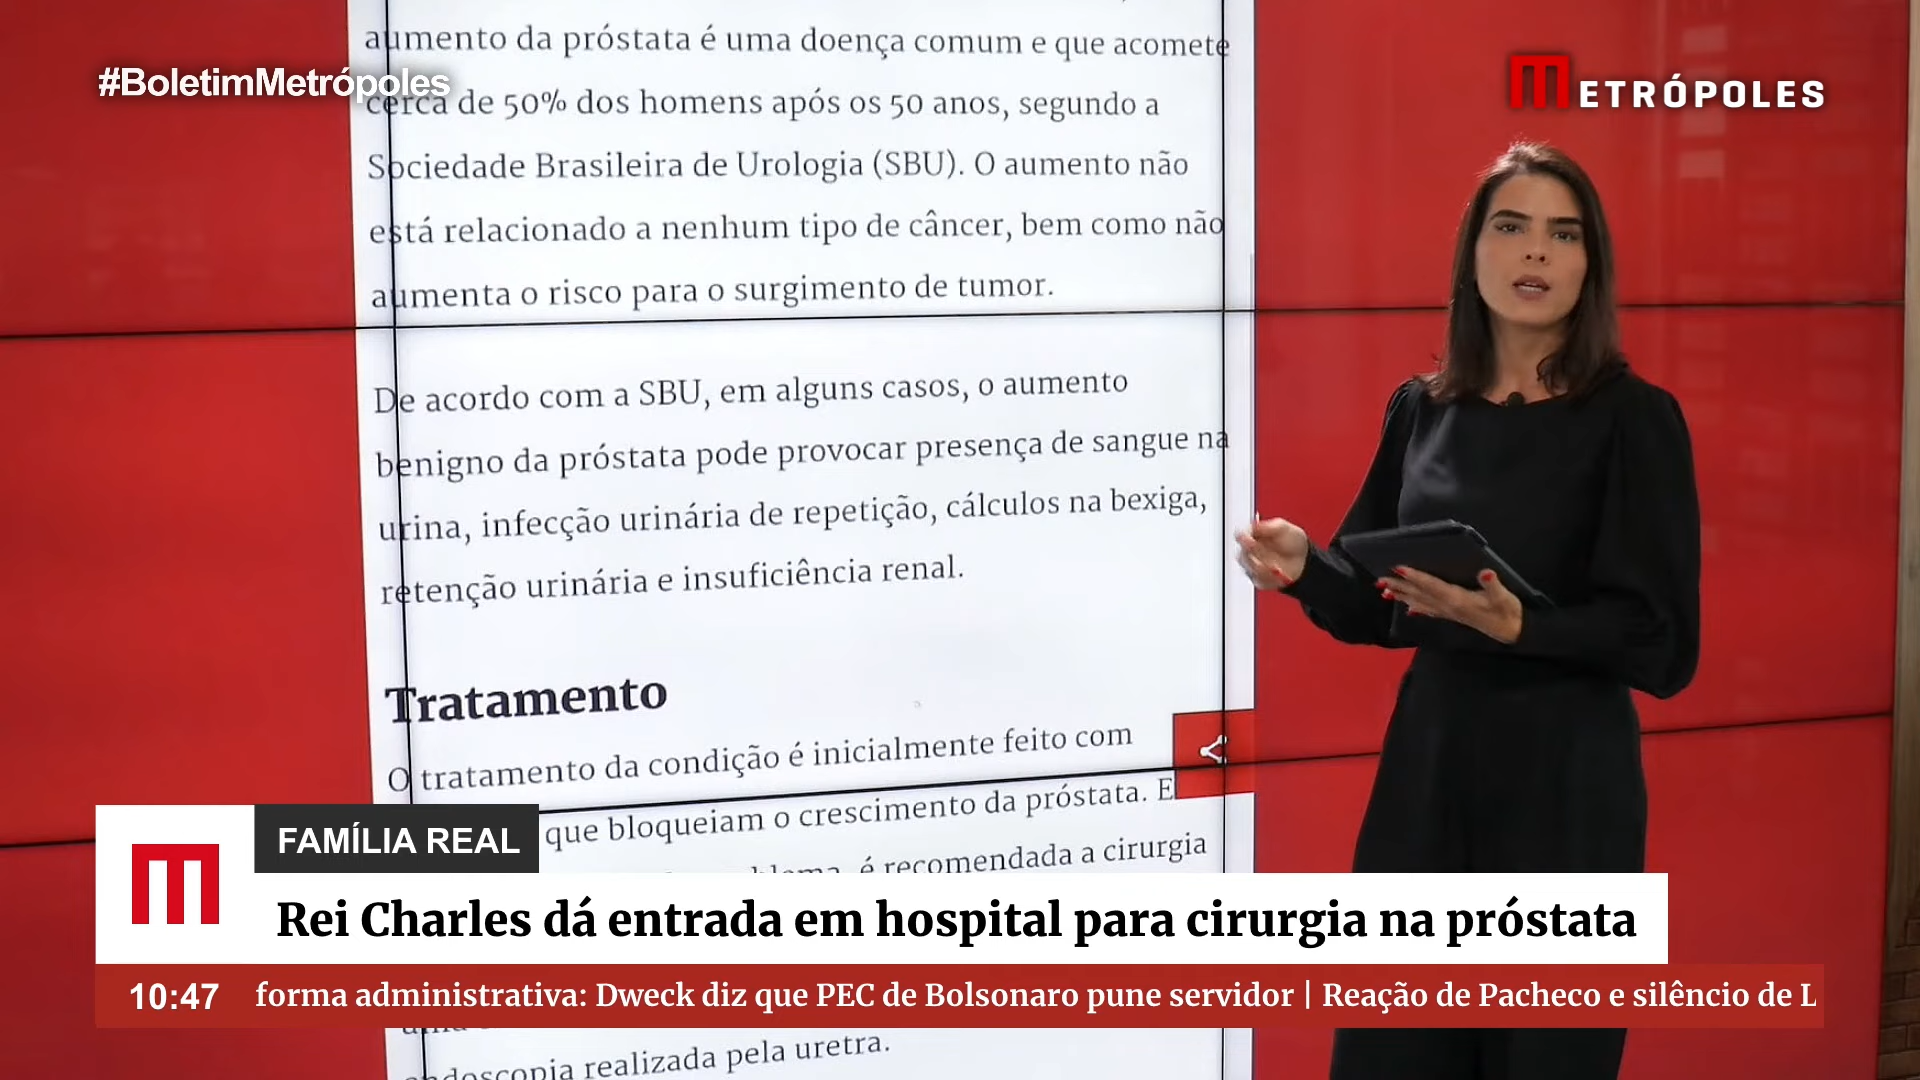 aumento da próstata é uma doença comum e que acomete
#BoletimMetrópoles
METRÓPOLES
cerca de 50% dos homens após os 50 anos, segundo a
Sociedade Brasileira de Urologia (SBU). O aumento não
está relacionado a nenhum tipo de câncer, bem como não
aumenta o risco para o surgimento de tumor.
De acordo com a SBU, em alguns casos, o aumento
benigno da próstata pode provocar presença de sangue na
urina, infecção urinária de repetição, cálculos na bexiga,
retenção urinária e insuficiência renal.
Tratamento
O tratamento da condição é inicialmente feito com
que bloqueiam o crescimento da próstata. E
é recomendada a cirurgia
FAMÍLIA REAL
Rei Charles dá entrada em hospital para cirurgia na próstata
10:47 forma administrativa: Dweck diz que PEC de Bolsonaro pune servidor | Reação de Pacheco e silêncio de L
endoscopia realizada pela uretra.